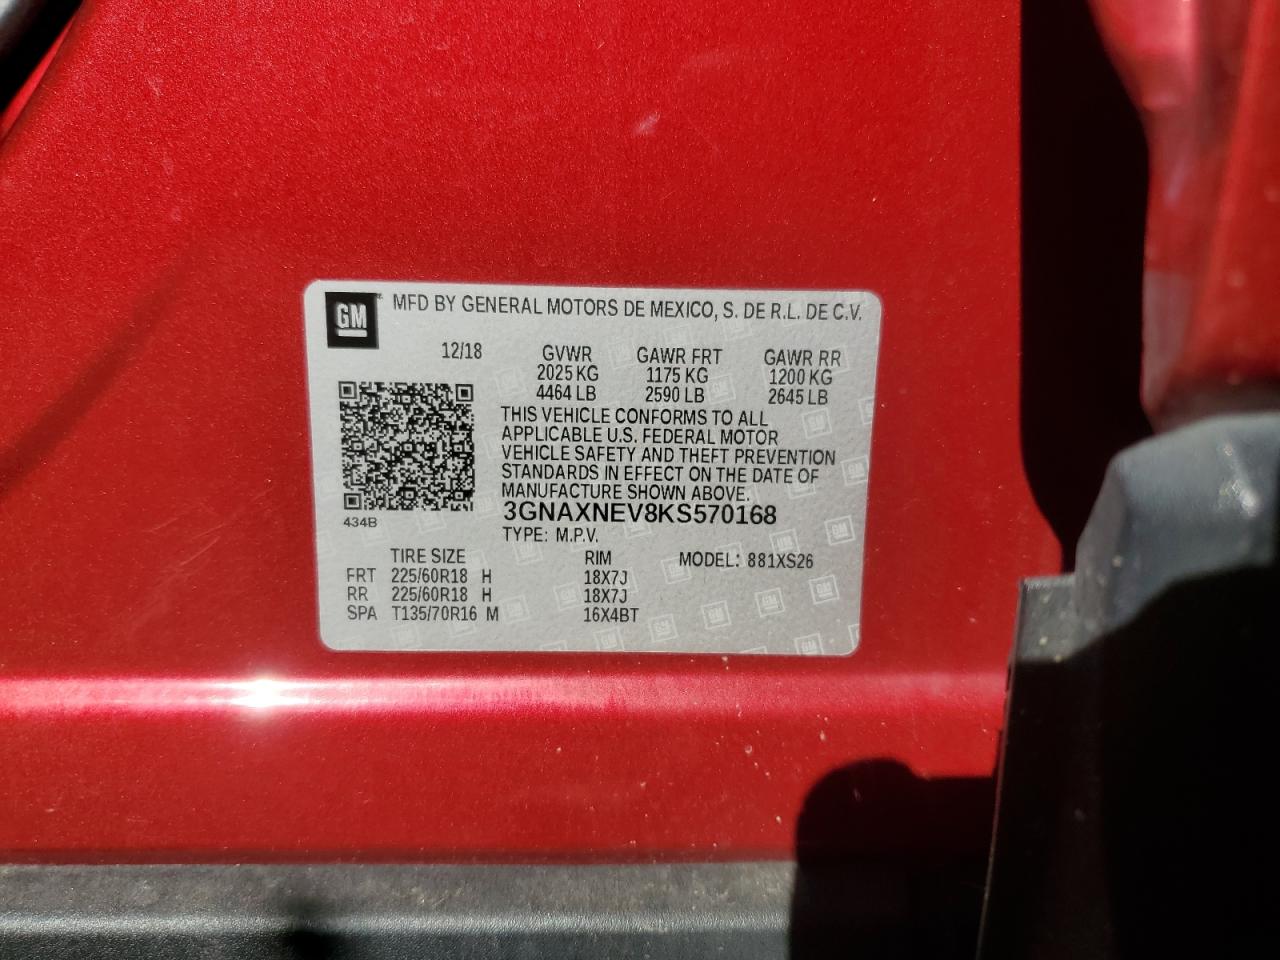 GM MFD BY GENERAL MOTORS DE MEXICO, S. DE R.L. DE C.V.
12/18 GVWR GAWR FRT GAWR RR
2025 KG 1175 KG 1200 KG
4464 LB 2590 LB 2645 LB
THIS VEHICLE CONFORMS TO ALL
APPLICABLE U.S. FEDERAL MOTOR
VEHICLE SAFETY AND THEFT PREVENTION
STANDARDS IN EFFECT ON THE DATE OF
MANUFACTURE SHOWN ABOVE.
434B 3GNAXNEV8KS570168
TYPE: M.P.V.
TIRE SIZE RIM MODEL: 881XS26
FRT 225/60R18 H 18X7J
RR 225/60R18 H 18X7J
SPA T135/70R16 M 16X4BT